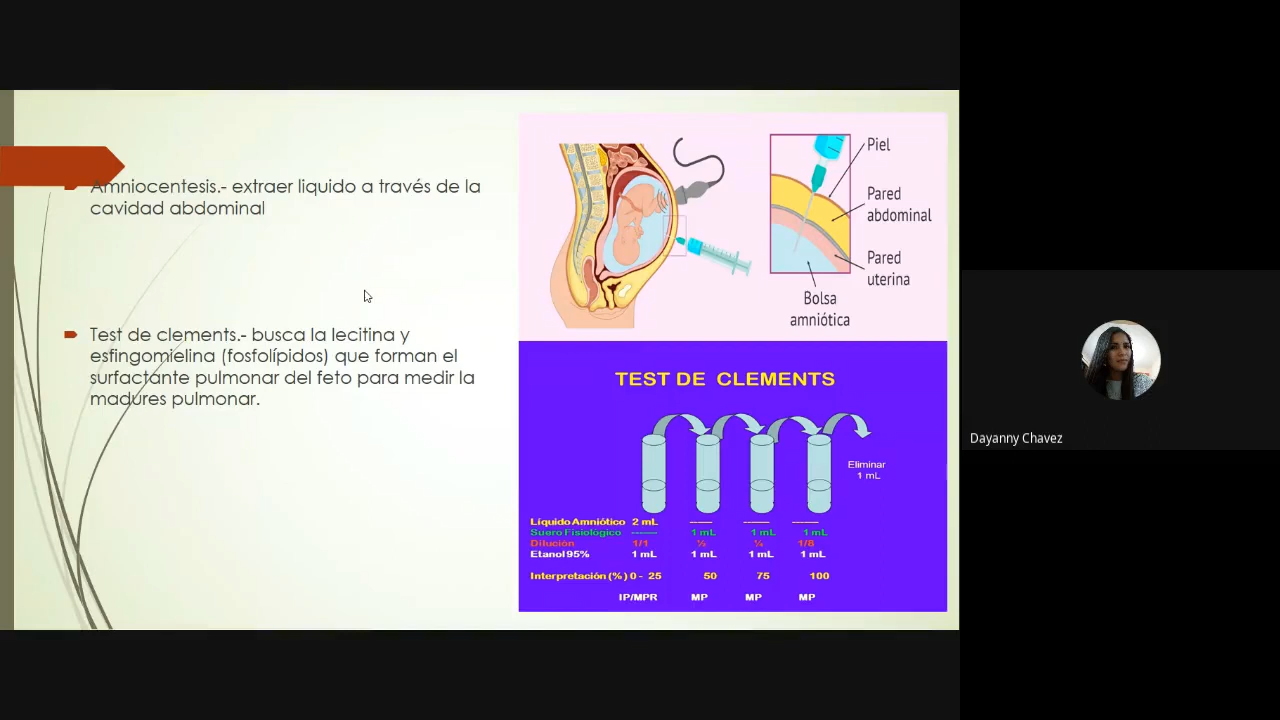 Amniocentesis.- extraer liquido a través de la
cavidad abdominal
Test de clements.- busca la lecitina y
esfingomielina (fosfolípidos) que forman el
surfactante pulmonar del feto para medir la
madures pulmonar.
Piel
Pared
abdominal
Pared
uterina
Bolsa
amniótica
TEST DE CLEMENTS
Eliminar
1 mL
Líquido Amniótico 2 mL ------- ------- -------
Suero Fisiológico ------- 1 mL 1 mL 1 mL
Dilución 1/1 ½ ¼ 1/8
Etanol 95% 1 mL 1 mL 1 mL 1 mL
Interpretación (%) 0 - 25 50 75 100
IP/MPR MP MP MP
Dayanny Chavez